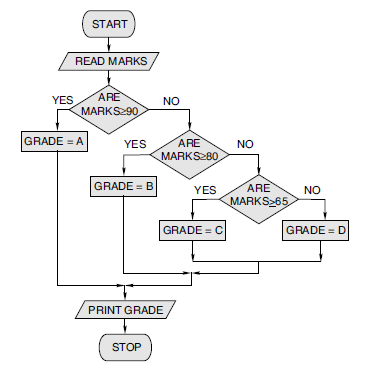 START
READ MARKS
YES
ARE
MARKS≥90
NO
GRADE = A
YES
ARE
MARKS≥80
NO
GRADE = B
YES
ARE
MARKS≥65
NO
GRADE = C
GRADE = D
PRINT GRADE
STOP